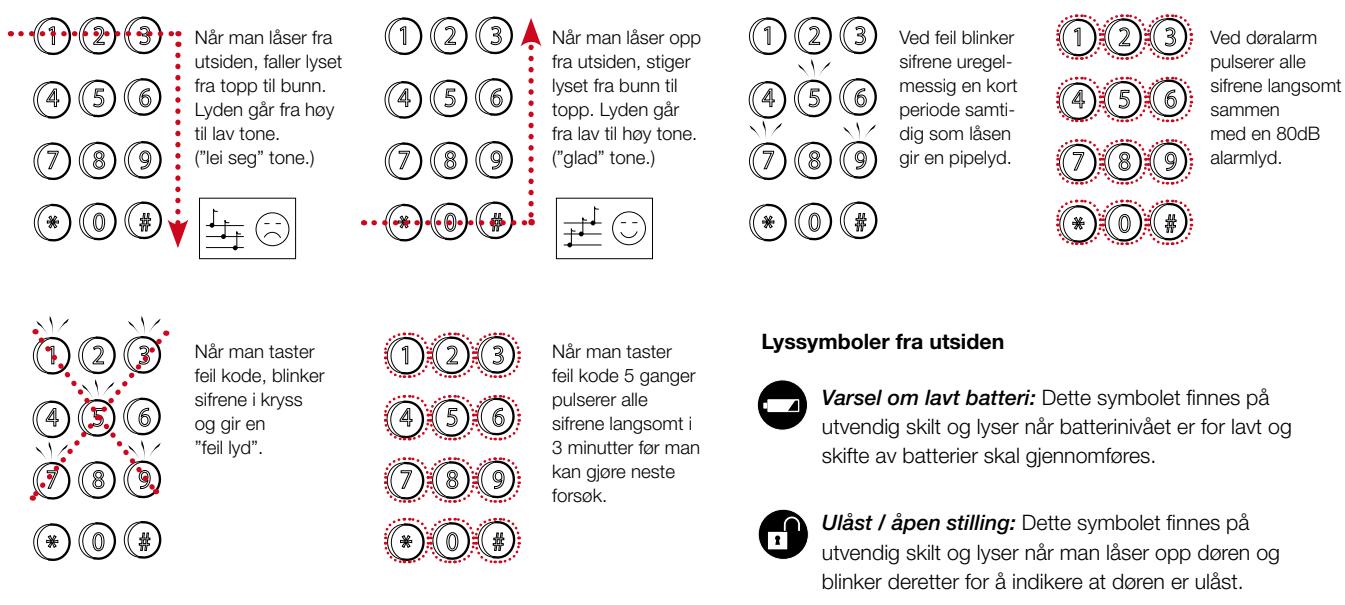 1 2 3
4 5 6
7 8 9
* 0 #
Når man låser fra
utsiden, faller lyset
fra topp til bunn.
Lyden går fra høy
til lav tone.
("lei seg" tone.)
1 2 3
4 5 6
7 8 9
* 0 #
Når man låser opp
fra utsiden, stiger
lyset fra bunn til
topp. Lyden går
fra lav til høy tone.
("glad" tone.)
1 2 3
4 5 6
7 8 9
* 0 #
Ved feil blinker
sifrene uregel-
messig en kort
periode samti-
dig som låsen
gir en pipelyd.
1 2 3
4 5 6
7 8 9
* 0 #
Ved døralarm
pulserer alle
sifrene langsomt
sammen
med en 80dB
alarmlyd.
1 2 3
4 5 6
7 8 9
* 0 #
Når man taster
feil kode, blinker
sifrene i kryss
og gir en
"feil lyd".
1 2 3
4 5 6
7 8 9
* 0 #
Når man taster
feil kode 5 ganger
pulserer alle
sifrene langsomt i
3 minutter før man
kan gjøre neste
forsøk.
Lyssymboler fra utsiden
Varsel om lavt batteri: Dette symbolet finnes på
utvendig skilt og lyser når batterinivået er for lavt og
skifte av batterier skal gjennomføres.
Ulåst / åpen stilling: Dette symbolet finnes på
utvendig skilt og lyser når man låser opp døren og
blinker deretter for å indikere at døren er ulåst.